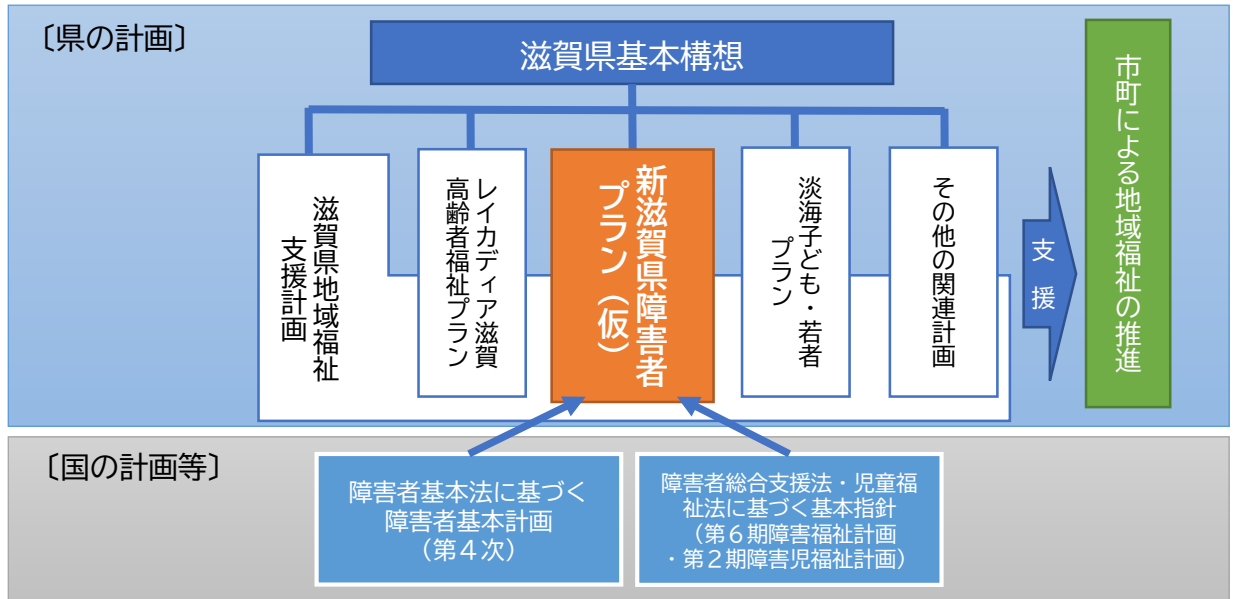 〔県の計画〕
滋賀県基本構想
滋賀県地域福祉
支援計画
レイカディア滋賀
高齢者福祉プラン
新滋賀県障害者
プラン（仮）
淡海子ども・若者
プラン
その他の関連計画
支援
市町による地域福祉の推進
〔国の計画等〕
障害者基本法に基づく
障害者基本計画
（第４次）
障害者総合支援法・児童福
祉法に基づく基本指針
（第６期障害福祉計画
・第２期障害児福祉計画）